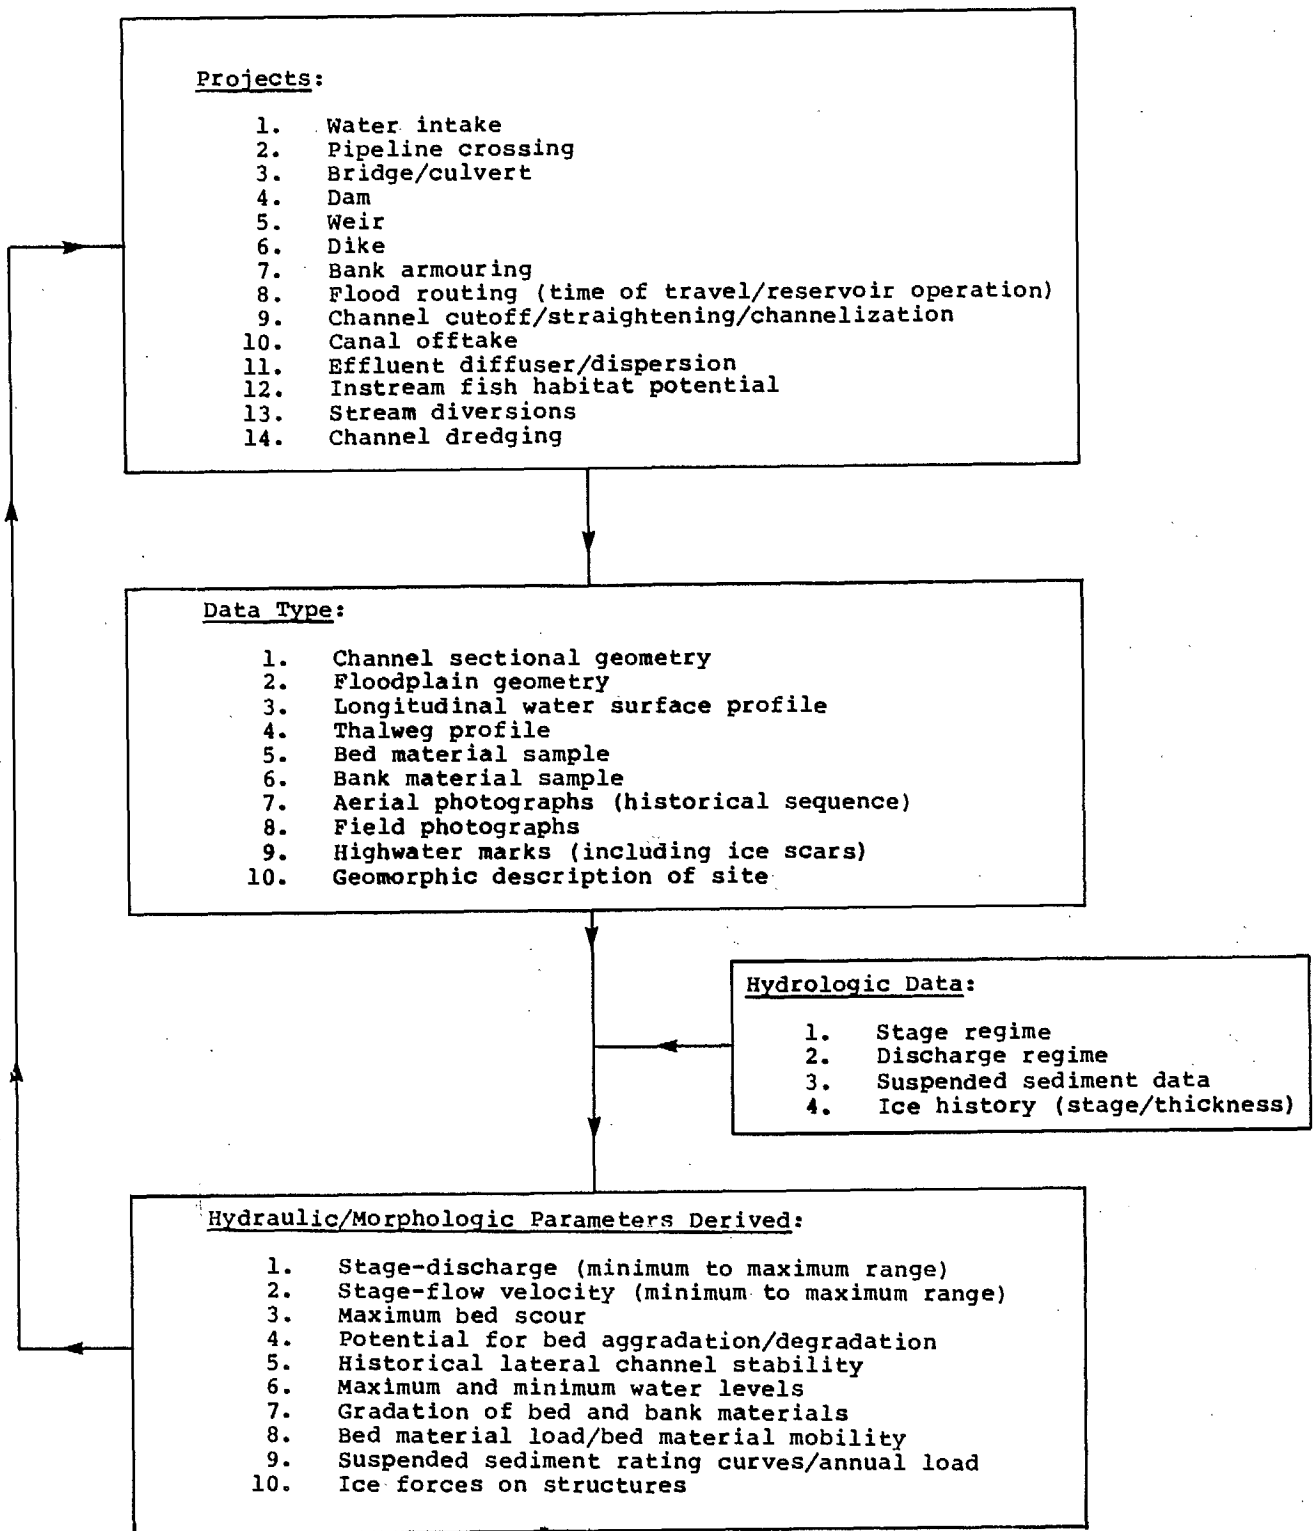 Projects:
1. Water intake
2. Pipeline crossing
3. Bridge/culvert
4. Dam
5. Weir
6. Dike
7. Bank armouring
8. Flood routing (time of travel/reservoir operation)
9. Channel cutoff/straightening/channelization
10. Canal offtake
11. Effluent diffuser/dispersion
12. Instream fish habitat potential
13. Stream diversions
14. Channel dredging
Data Type:
1. Channel sectional geometry
2. Floodplain geometry
3. Longitudinal water surface profile
4. Thalweg profile
5. Bed material sample
6. Bank material sample
7. Aerial photographs (historical sequence)
8. Field photographs
9. Highwater marks (including ice scars)
10. Geomorphic description of site
Hydrologic Data:
1. Stage regime
2. Discharge regime
3. Suspended sediment data
4. Ice history (stage/thickness)
Hydraulic/Morphologic Parameters Derived:
1. Stage-discharge (minimum to maximum range)
2. Stage-flow velocity (minimum to maximum range)
3. Maximum bed scour
4. Potential for bed aggradation/degradation
5. Historical lateral channel stability
6. Maximum and minimum water levels
7. Gradation of bed and bank materials
8. Bed material load/bed material mobility
9. Suspended sediment rating curves/annual load
10. Ice forces on structures